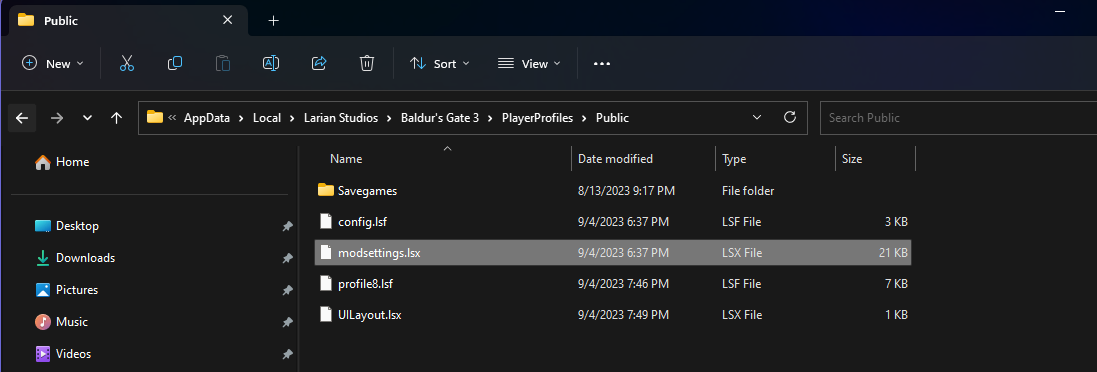 Public
New
Sort
View
AppData
Local
Larian Studios
Baldur's Gate 3
PlayerProfiles
Public
Search Public
Home
Desktop
Downloads
Pictures
Music
Videos
Name Date modified Type Size
Savegames 8/13/2023 9:17 PM File folder
config.lsf 9/4/2023 6:37 PM LSF File 3 KB
modsettings.lsx 9/4/2023 6:37 PM LSX File 21 KB
profile8.lsf 9/4/2023 7:46 PM LSF File 7 KB
UILayout.lsx 9/4/2023 7:49 PM LSX File 1 KB